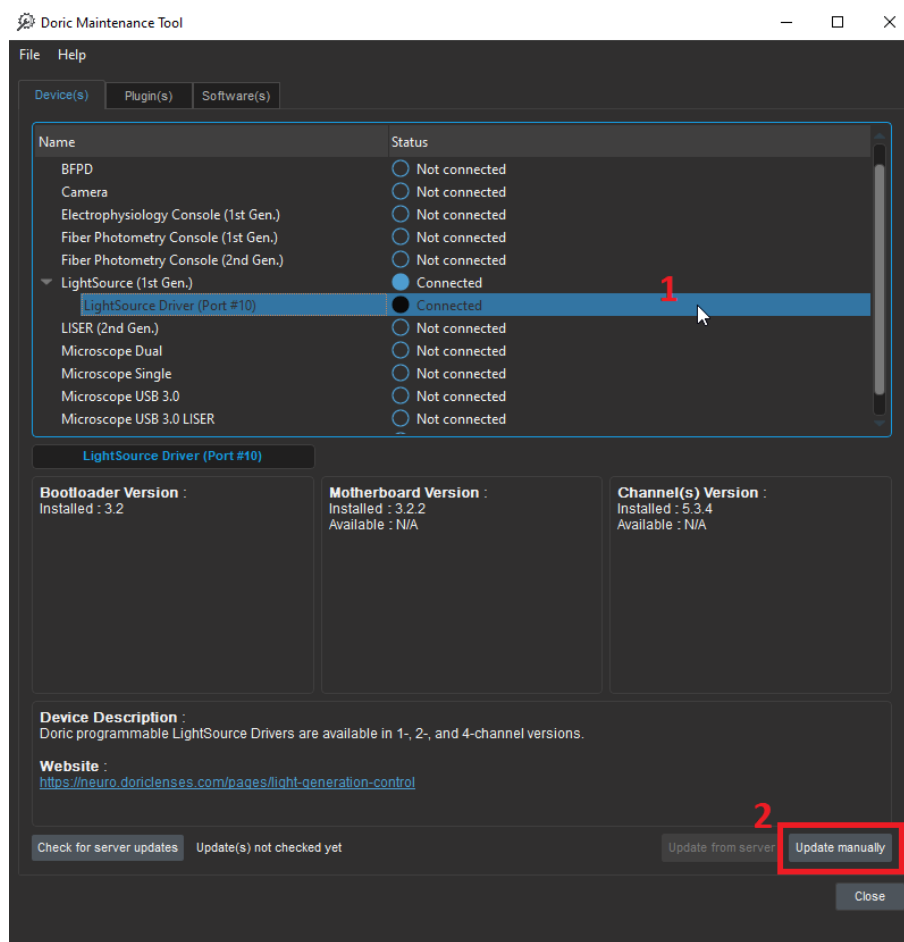 Doric Maintenance Tool
File Help
Device(s) Plugin(s) Software(s)
Name Status
BFPD Not connected
Camera Not connected
Electrophysiology Console (1st Gen.) Not connected
Fiber Photometry Console (1st Gen.) Not connected
Fiber Photometry Console (2nd Gen.) Not connected
LightSource (1st Gen.) Connected
1
LightSource Driver (Port #10) Connected
LISER (2nd Gen.) Not connected
Microscope Dual Not connected
Microscope Single Not connected
Microscope USB 3.0 Not connected
Microscope USB 3.0 LISER Not connected
LightSource Driver (Port #10)
Bootloader Version :
Installed : 3.2
Motherboard Version :
Installed : 3.2.2
Available : N/A
Channel(s) Version :
Installed : 5.3.4
Available : N/A
Device Description :
Doric programmable LightSource Drivers are available in 1-, 2-, and 4-channel versions.
Website :
https://neuro.doriclenses.com/pages/light-generation-control
2
Check for server updates Update(s) not checked yet Update from server Update manually
Close